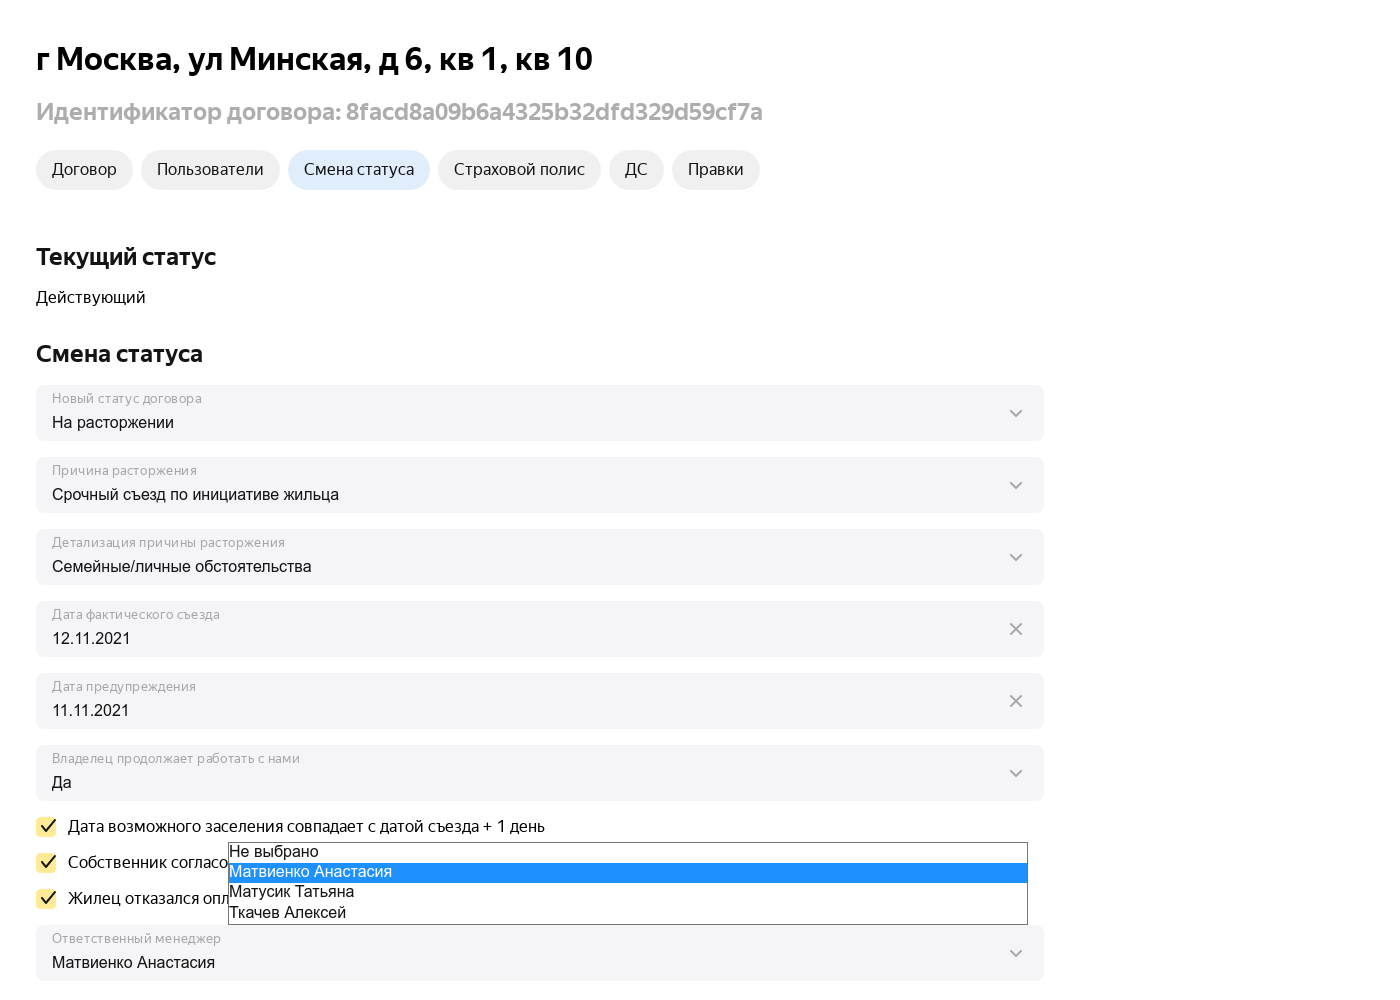 г Москва, ул Минская, д 6, кв 1, кв 10
Идентификатор договора: 8facd8a09b6a4325b32dfd329d59cf7a
Договор Пользователи Смена статуса Страховой полис ДС Правки
Текущий статус
Действующий
Смена статуса
Новый статус договора
На расторжении
Причина расторжения
Срочный съезд по инициативе жильца
Детализация причины расторжения
Семейные/личные обстоятельства
Дата фактического съезда
12.11.2021
Дата предупреждения
11.11.2021
Владелец продолжает работать с нами
Да
Дата возможного заселения совпадает с датой съезда + 1 день
Собственник согласо
Жилец отказался опл
Не выбрано
Матвиенко Анастасия
Матусик Татьяна
Ткачев Алексей
Ответственный менеджер
Матвиенко Анастасия